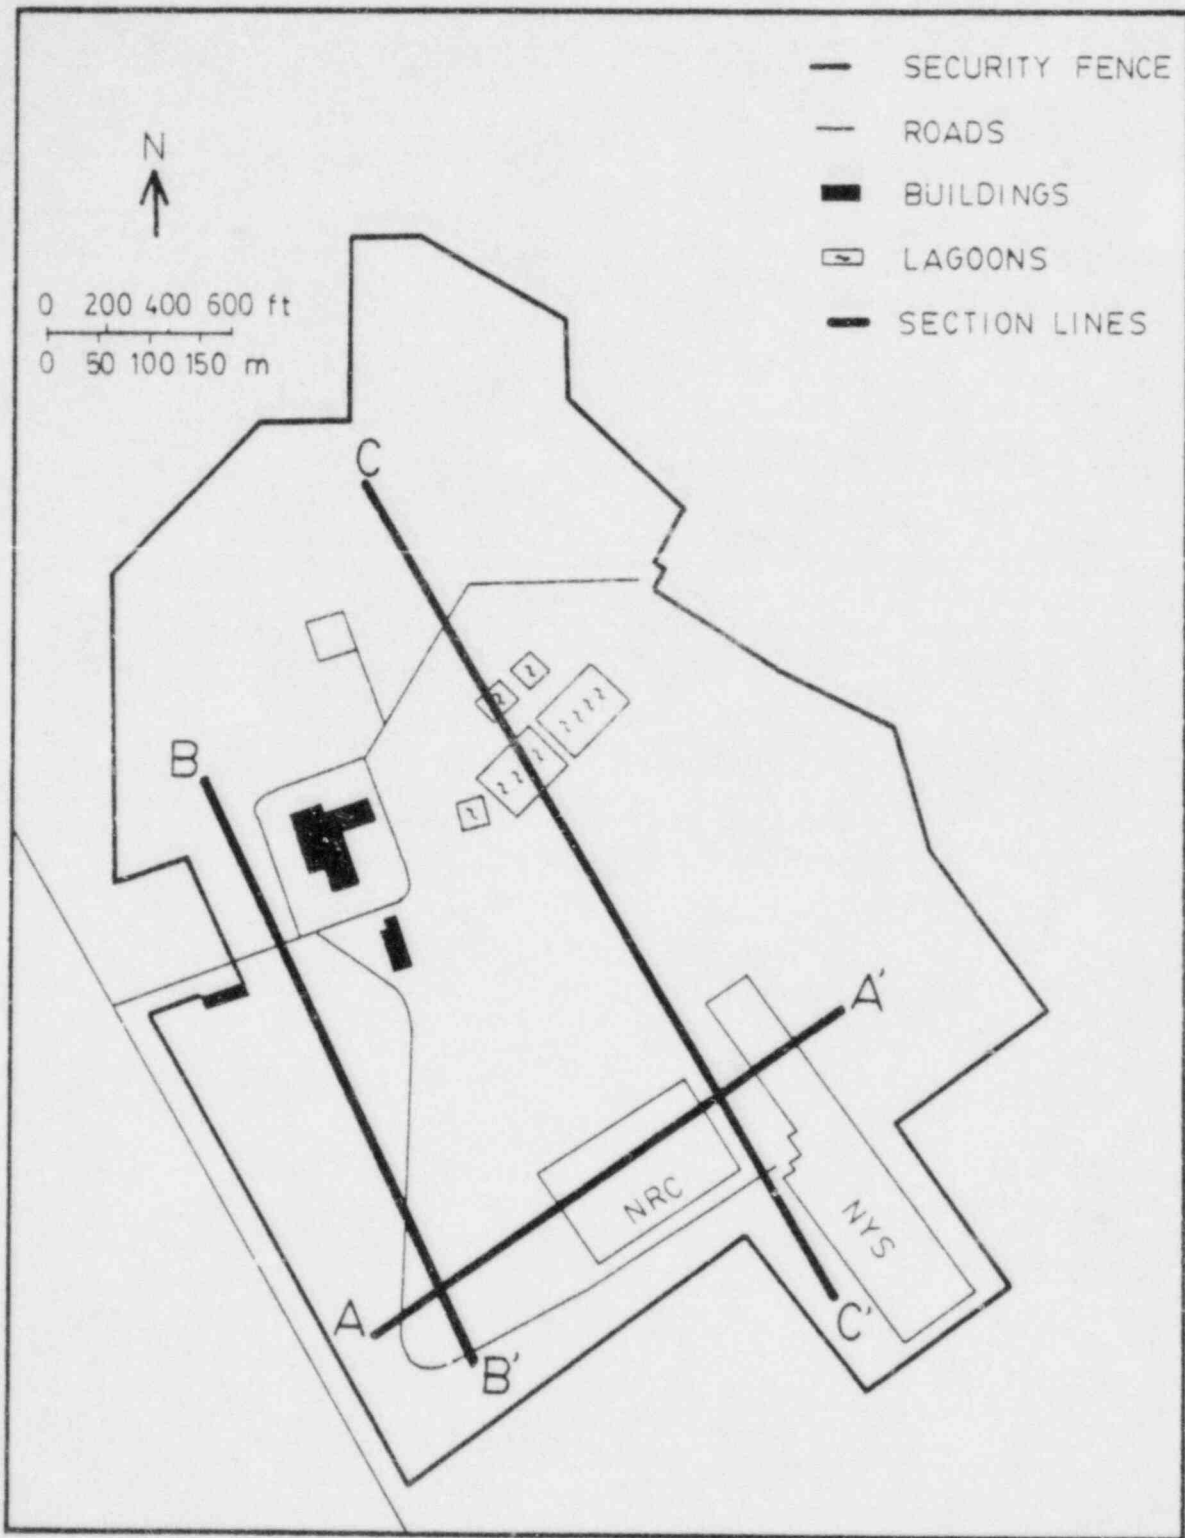 SECURITY FENCE
ROADS
BUILDINGS
LAGOONS
SECTION LINES
N
0 200 400 600 ft
0 50 100 150 m
C
B
A'
NRC
NYS
A
B'
C'